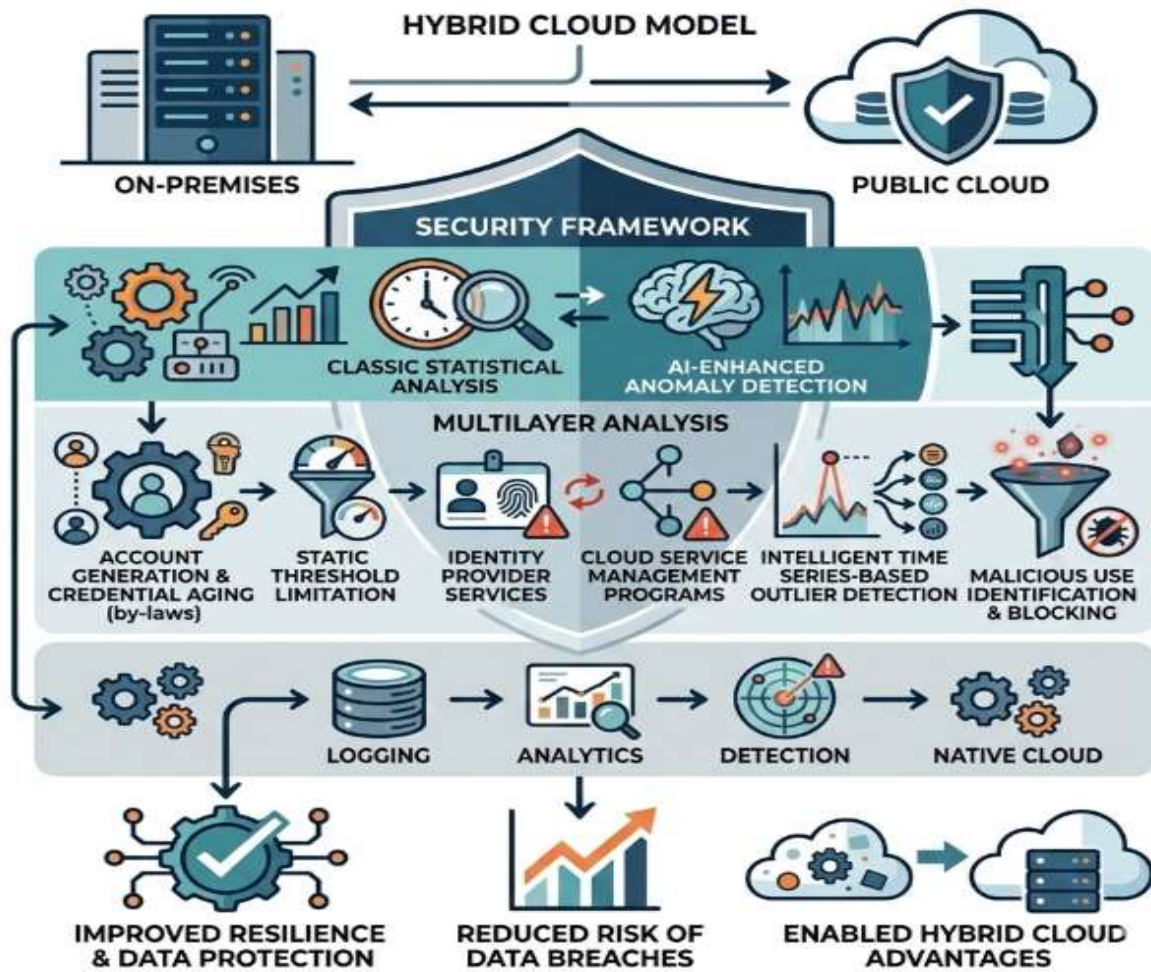 HYBRID CLOUD MODEL
ON-PREMISES
PUBLIC CLOUD
SECURITY FRAMEWORK
CLASSIC STATISTICAL
ANALYSIS
AI-ENHANCED
ANOMALY DETECTION
MULTILAYER ANALYSIS
ACCOUNT
GENERATION &
CREDENTIAL AGING
(by-laws)
STATIC
THRESHOLD
LIMITATION
IDENTITY
PROVIDER
SERVICES
CLOUD SERVICE
MANAGEMENT
PROGRAMS
INTELLIGENT TIME
SERIES-BASED
OUTLIER DETECTION
MALICIOUS USE
IDENTIFICATION
& BLOCKING
LOGGING
ANALYTICS
DETECTION
NATIVE CLOUD
IMPROVED RESILIENCE
& DATA PROTECTION
REDUCED RISK OF
DATA BREACHES
ENABLED HYBRID CLOUD
ADVANTAGES